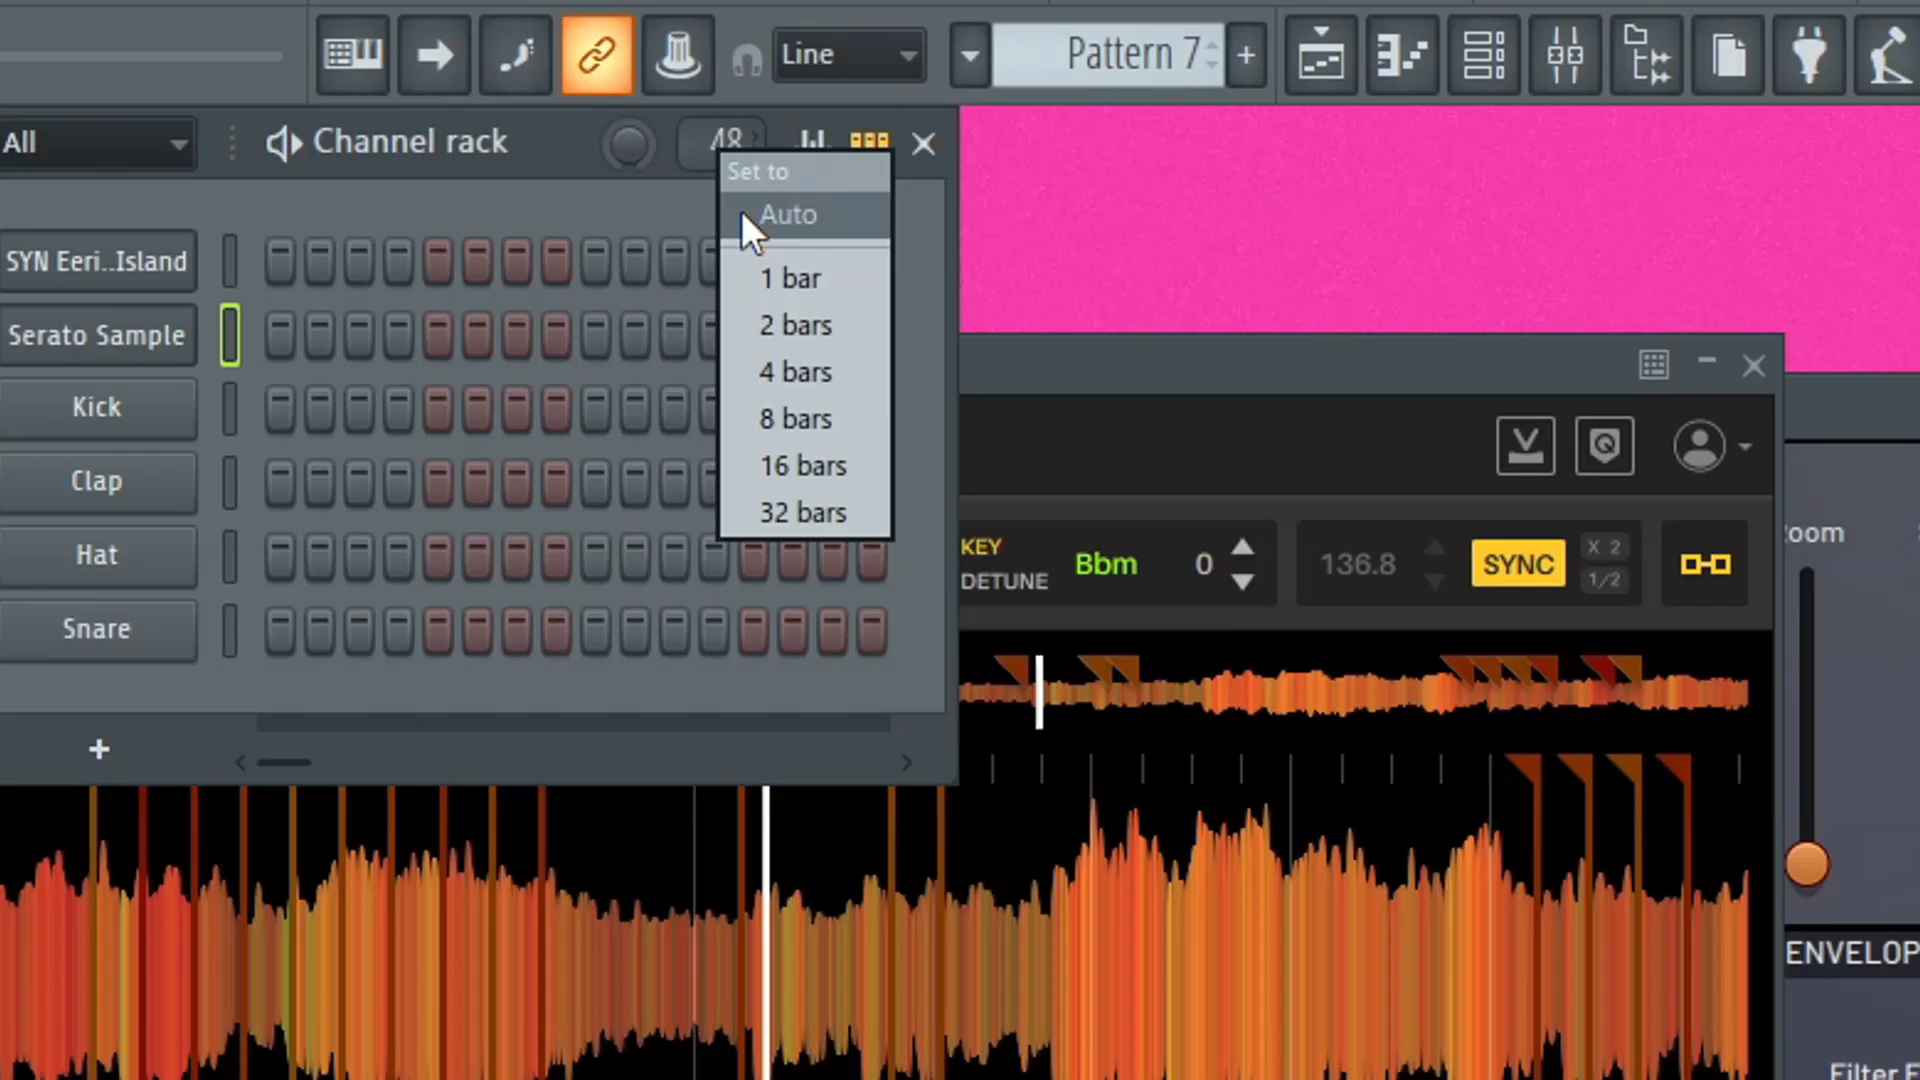 Line
Pattern 7
+
All
Channel rack
48
Set to
Auto
1 bar
2 bars
4 bars
8 bars
16 bars
32 bars
SYN Eeri..Island
Serato Sample
Kick
Clap
Hat
Snare
+
KEY
DETUNE
Bbm
0
136.8
SYNC
X 2
1/2
ENVELOP
Filter